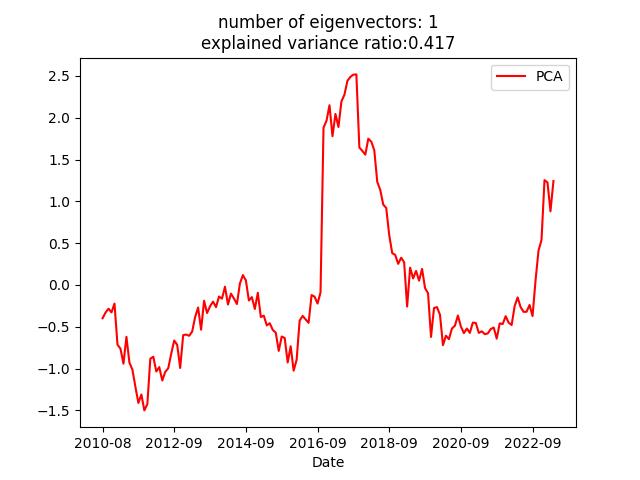 number of eigenvectors: 1
explained variance ratio:0.417
PCA
2.5
2.0
1.5
1.0
0.5
0.0
−0.5
−1.0
−1.5
2010-08 2012-09 2014-09 2016-09 2018-09 2020-09 2022-09
Date